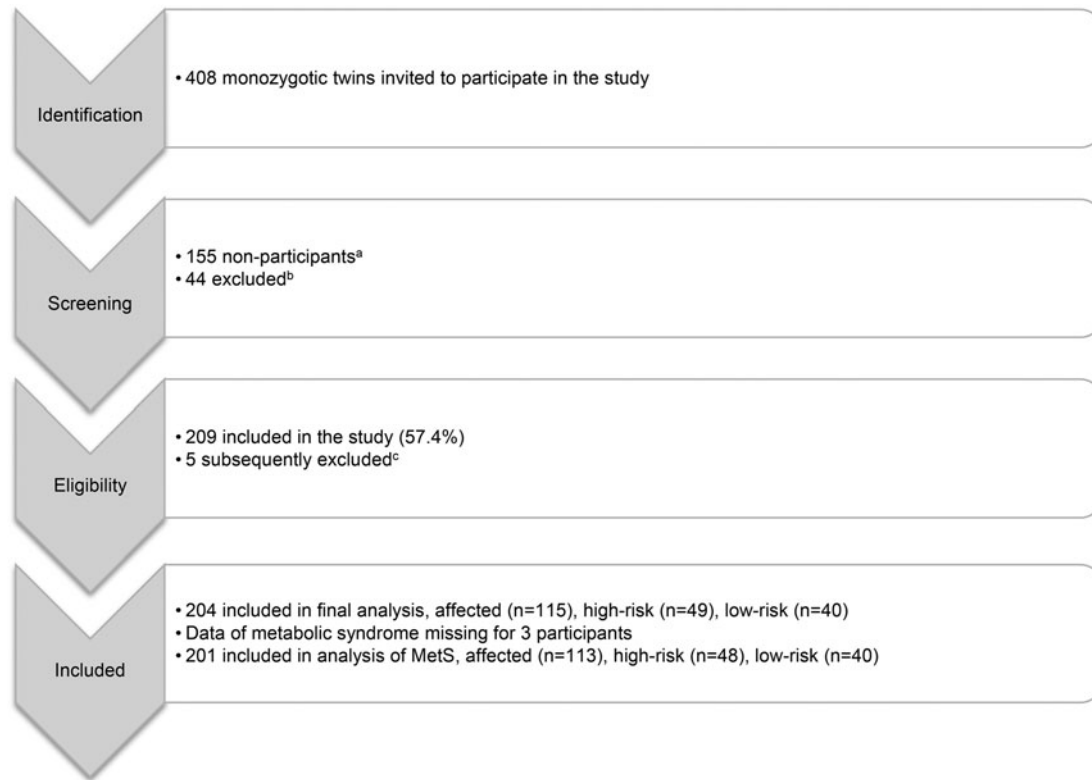 Identification
• 408 monozygotic twins invited to participate in the study
Screening
• 155 non-participantsᵃ
• 44 excludedᵇ
Eligibility
• 209 included in the study (57.4%)
• 5 subsequently excludedᶜ
Included
• 204 included in final analysis, affected (n=115), high-risk (n=49), low-risk (n=40)
• Data of metabolic syndrome missing for 3 participants
• 201 included in analysis of MetS, affected (n=113), high-risk (n=48), low-risk (n=40)